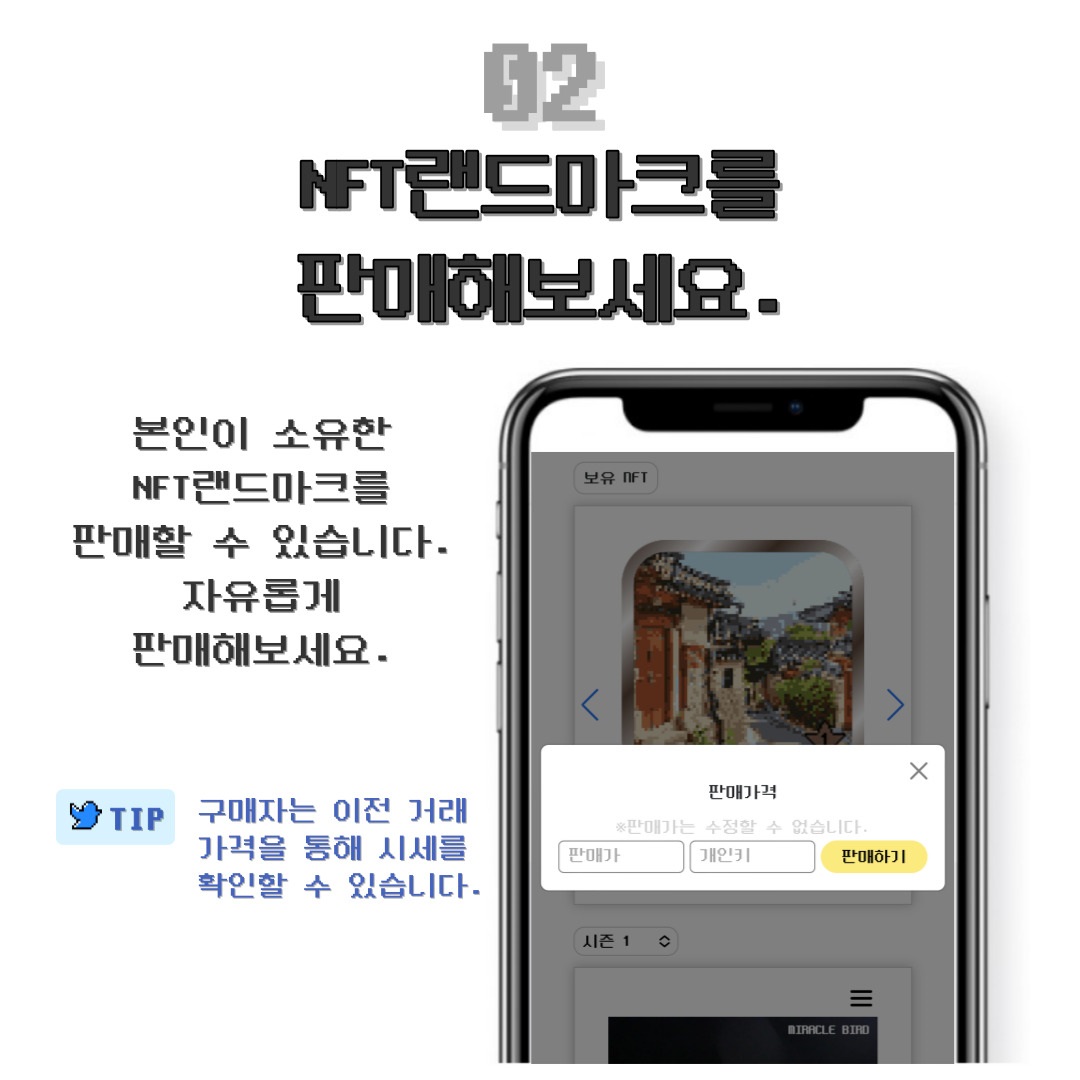 02
NFT랜드마크를
판매해보세요.
본인이 소유한
NFT랜드마크를
판매할 수 있습니다.
자유롭게
판매해보세요.
TIP
구매자는 이전 거래
가격을 통해 시세를
확인할 수 있습니다.
보유 NFT
1
판매가격
*판매가는 수정할 수 없습니다.
판매가 개인키 판매하기
시즌 1
MIRACLE BIRD